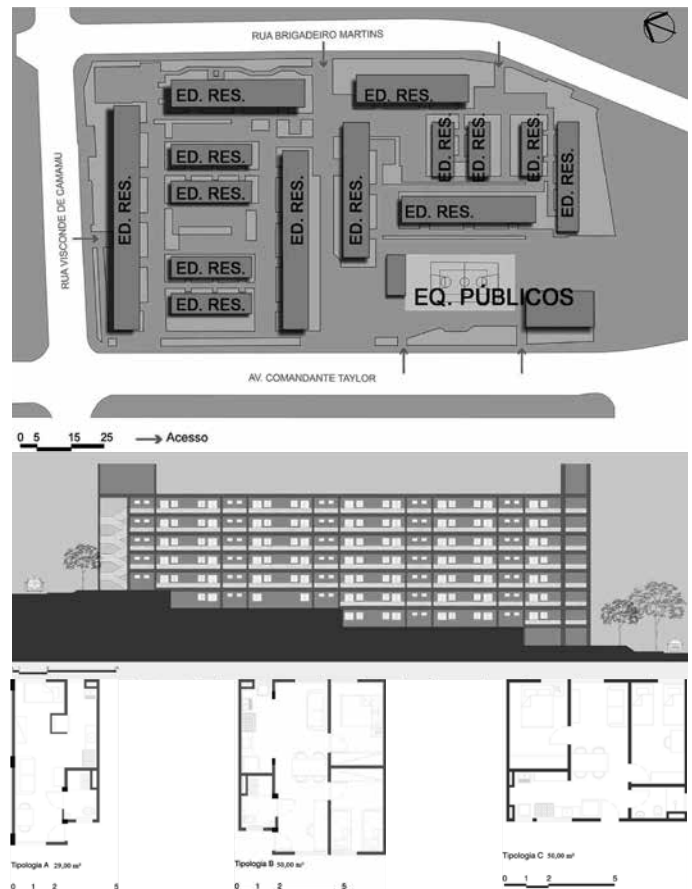 RUA BRIGADEIRO MARTINS
ED. RES.
ED. RES.
ED. RES.
ED. RES.
ED. RES.
ED. RES.
ED. RES.
ED. RES.
ED. RES.
ED. RES.
ED. RES.
ED. RES.
ED. RES.
ED. RES.
RUA VISCONDE DE CAMAMU
EQ. PÚBLICOS
AV. COMANDANTE TAYLOR
0 5 15 25 Acesso
Tipologia A 29,00 m²
0 1 2 5
Tipologia B 50,00 m²
0 1 2 5
Tipologia C 50,00 m²
0 1 2 5